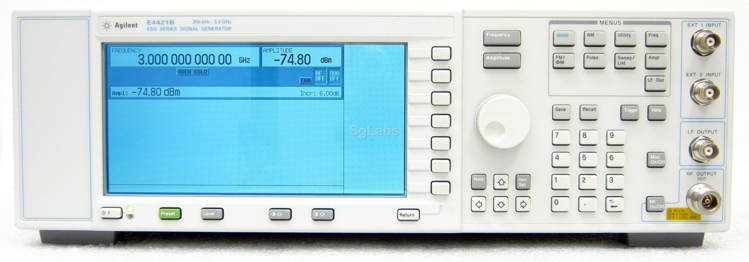 Agilent E4421B 250 kHz - 3.0 GHz
ESG SERIES SIGNAL GENERATOR
FREQUENCY
3.000 000 000 00 GHz
AMPLITUDE
-74.80 dBm
OVEN COLD
RF OFF
MOD OFF
ERR
Ampl: -74.80 dBm
Incr: 6.00dB
SgLabs
Preset
Local
Return
Frequency
Amplitude
MENUS
Mode
AM
Utility
Freq
FM/ΦM
Pulse
Sweep/List
Ampl
LF Out
Save
Recall
Trigger
Help
7
8
9
4
5
6
1
2
3
0
.
Hold
Mod On/Off
RF On/Off
EXT 1 INPUT
EXT 2 INPUT
LF OUTPUT
RF OUTPUT
50Ω